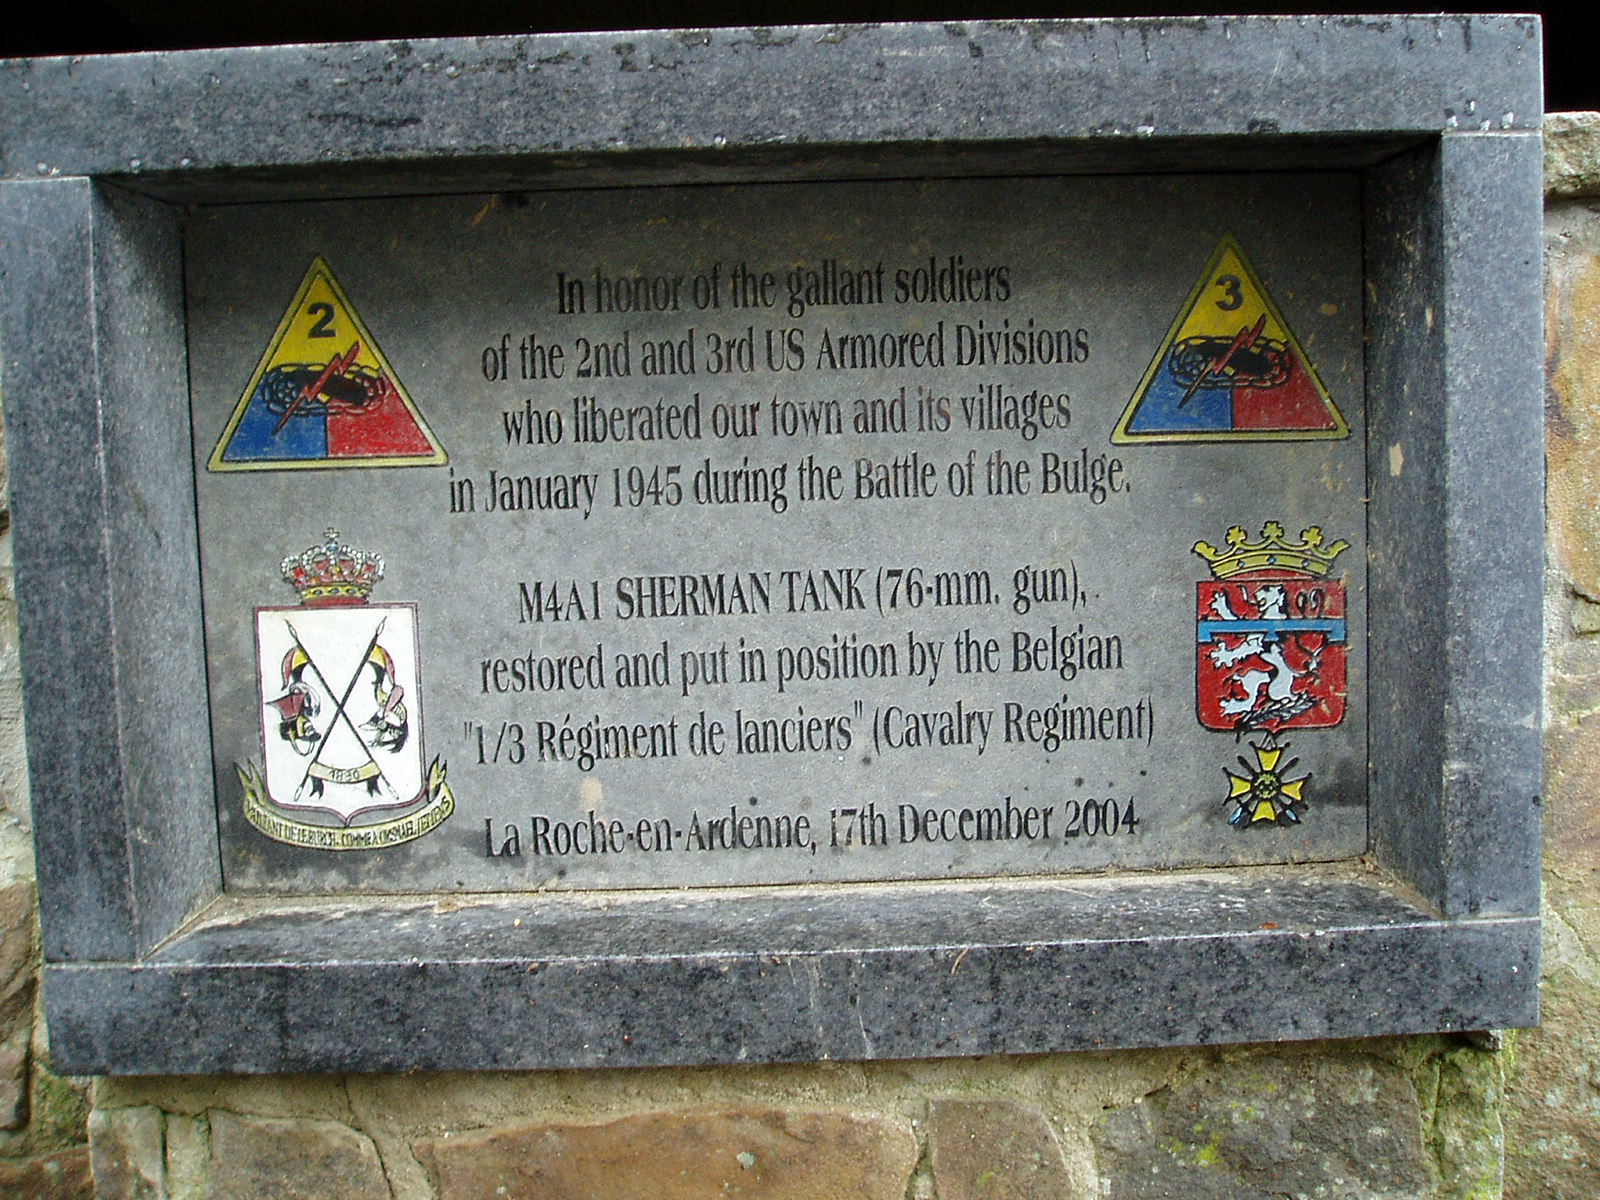 2
3
In honor of the gallant soldiers
of the 2nd and 3rd US Armored Divisions
who liberated our town and its villages
in January 1945 during the Battle of the Bulge.
M4A1 SHERMAN TANK (76-mm. gun),
restored and put in position by the Belgian
"1/3 Régiment de lanciers" (Cavalry Regiment)
La Roche-en-Ardenne, 17th December 2004
1830